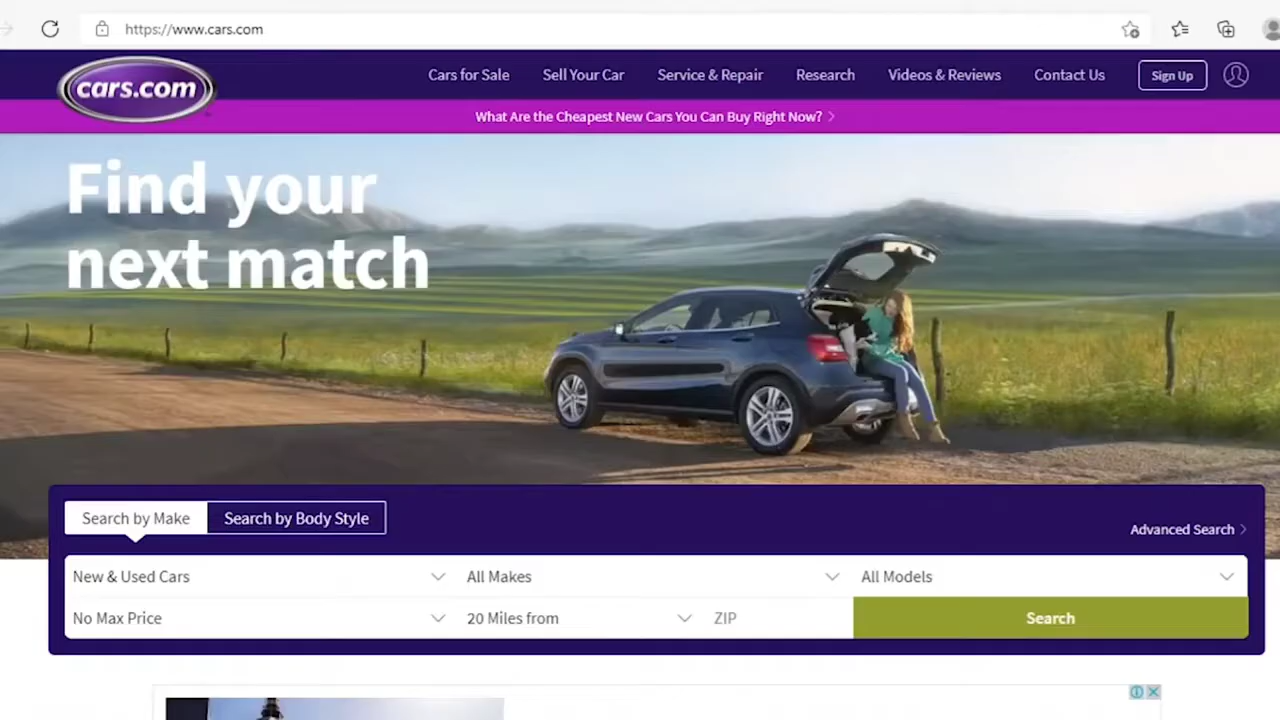 https://www.cars.com
cars.com
Cars for Sale
Sell Your Car
Service & Repair
Research
Videos & Reviews
Contact Us
Sign Up
What Are the Cheapest New Cars You Can Buy Right Now?
Find your
next match
Search by Make
Search by Body Style
Advanced Search
New & Used Cars
All Makes
All Models
No Max Price
20 Miles from
ZIP
Search